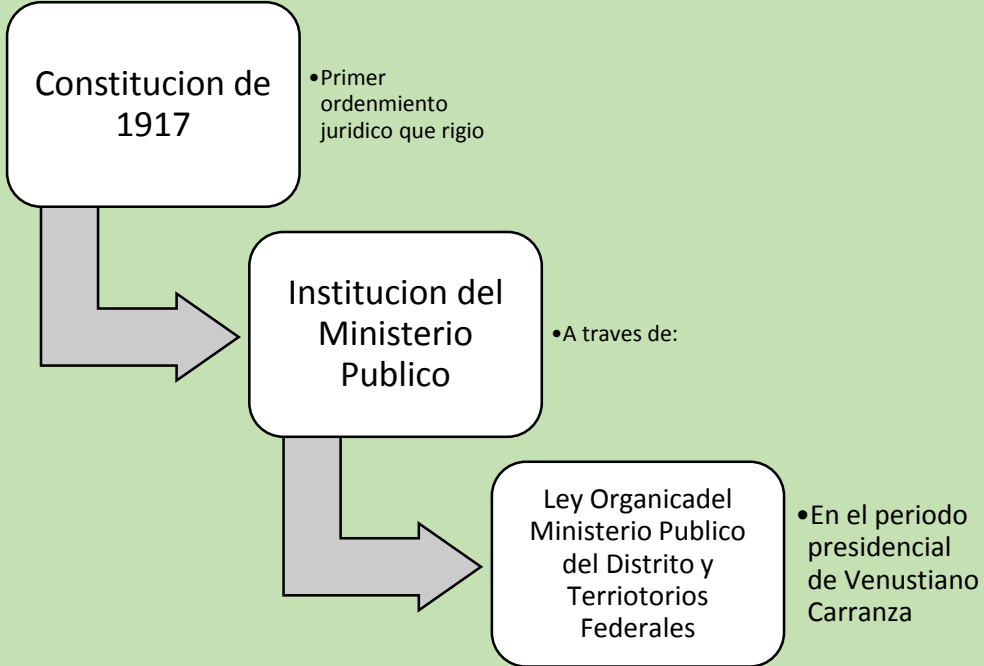 Constitucion de
1917
•Primer
ordenmiento
juridico que rigio
Institucion del
Ministerio
Publico
•A traves de:
Ley Organicadel
Ministerio Publico
del Distrito y
Terriotorios
Federales
•En el periodo
presidencial
de Venustiano
Carranza